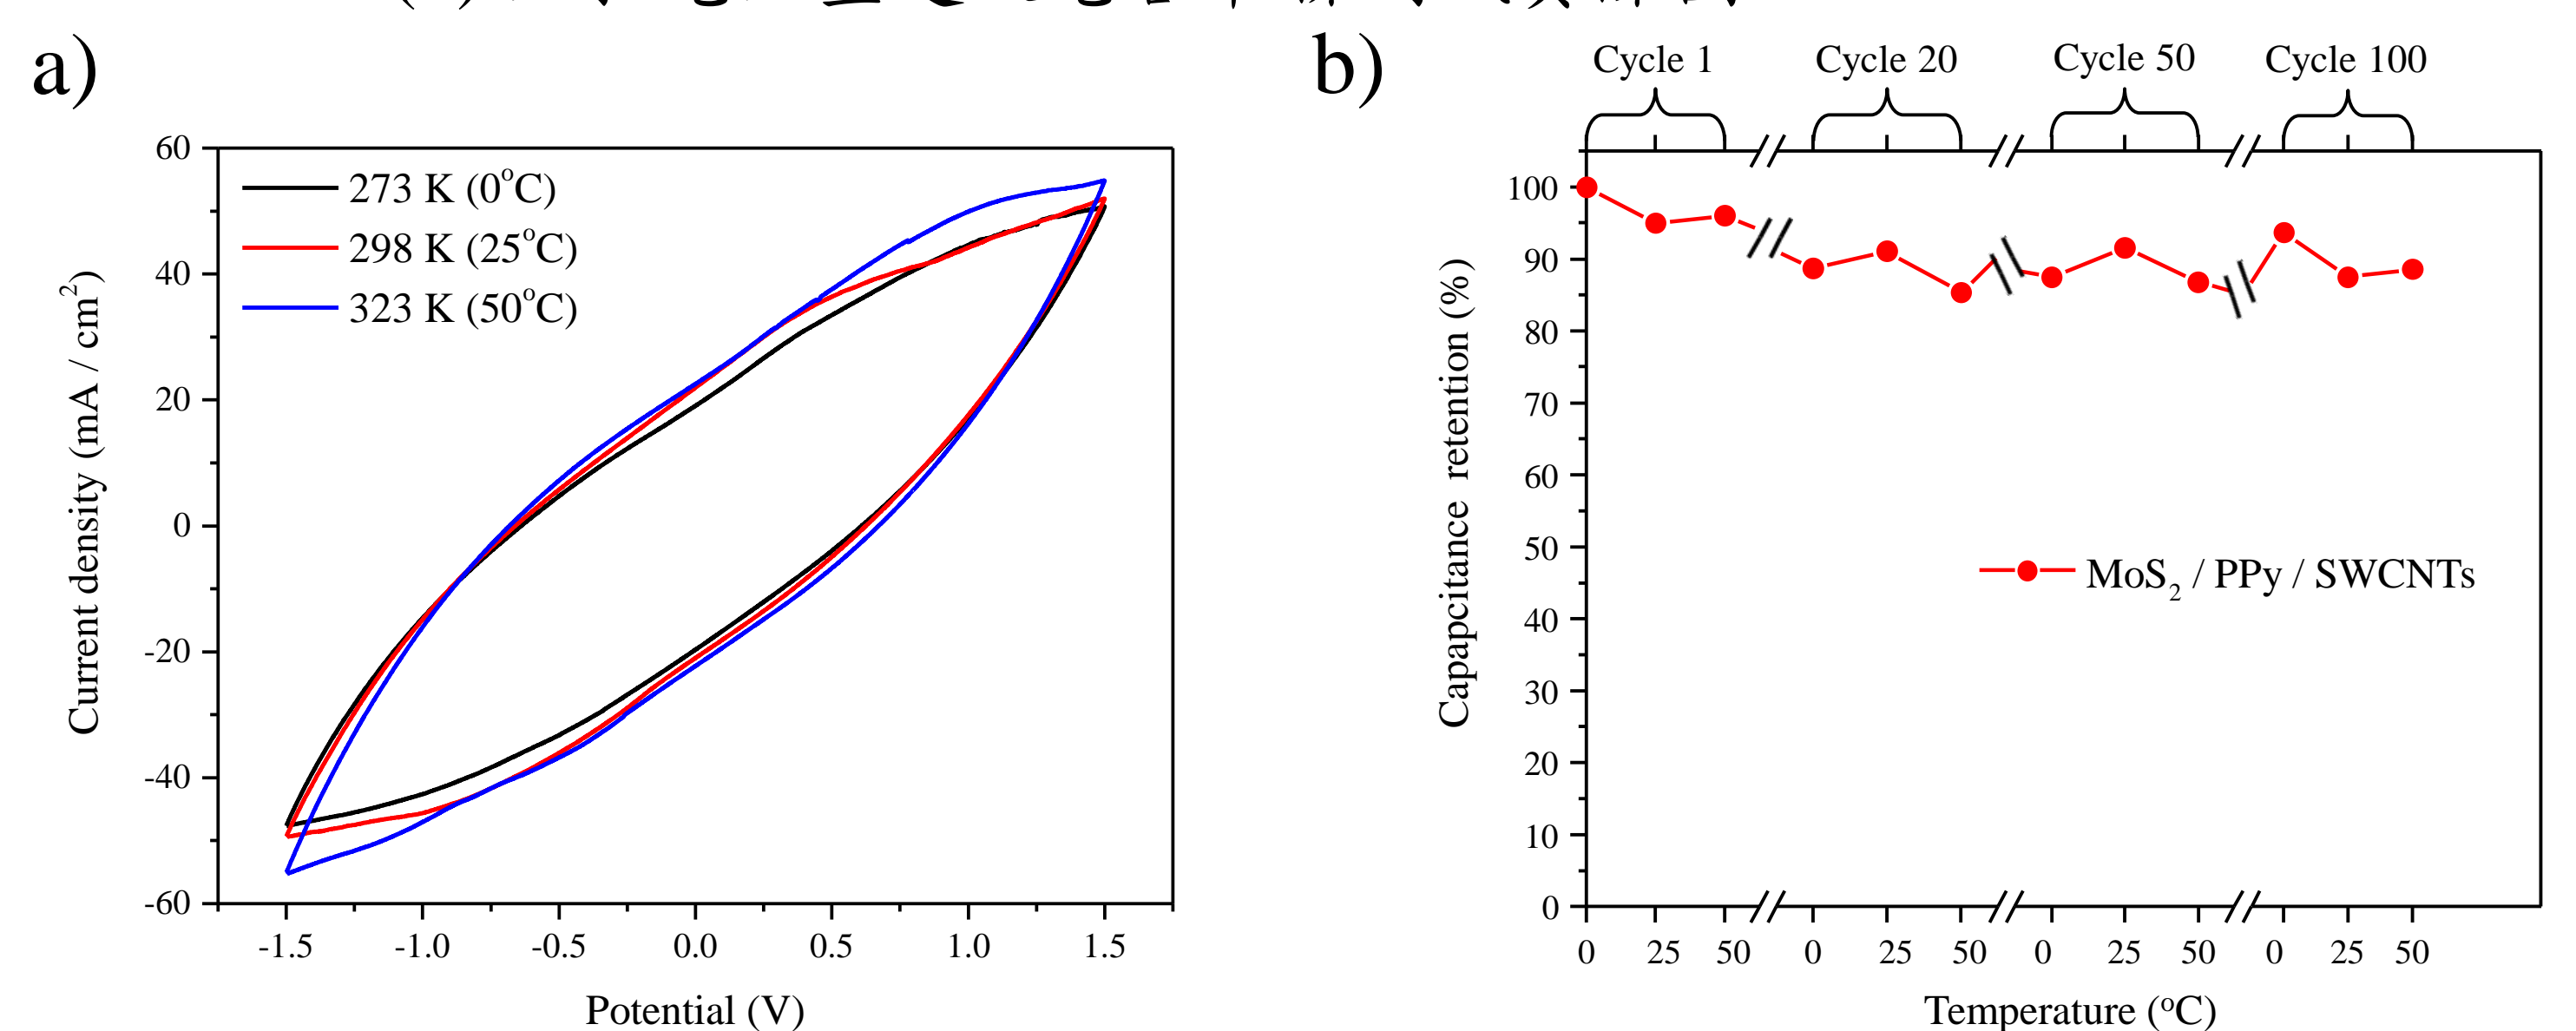 a)
60
40
20
0
-20
-40
-60
Current density (mA / cm²)
273 K (0°C)
298 K (25°C)
323 K (50°C)
-1.5 -1.0 -0.5 0.0 0.5 1.0 1.5
Potential (V)
b)
Cycle 1 Cycle 20 Cycle 50 Cycle 100
100
90
80
70
60
50
40
30
20
10
0
Capapcitance retention (%)
MoS₂ / PPy / SWCNTs
0 25 50 0 25 50 0 25 50 0 25 50
Temperature (°C)